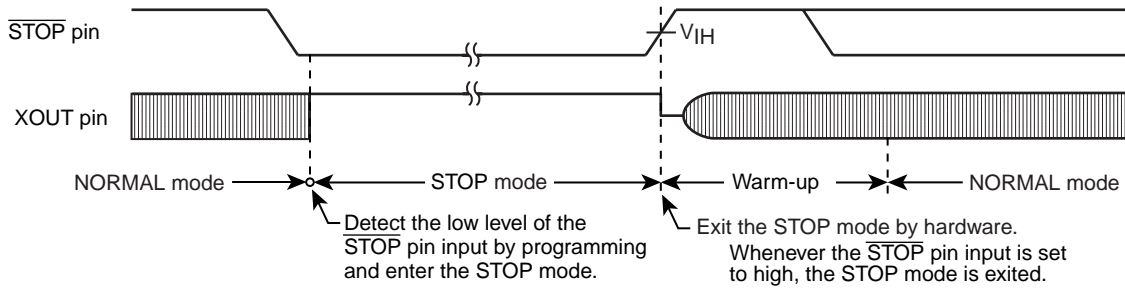 STOP pin
VIH
XOUT pin
NORMAL mode
STOP mode
Warm-up
NORMAL mode
Detect the low level of the
STOP pin input by programming
and enter the STOP mode.
Exit the STOP mode by hardware.
Whenever the STOP pin input is set
to high, the STOP mode is exited.